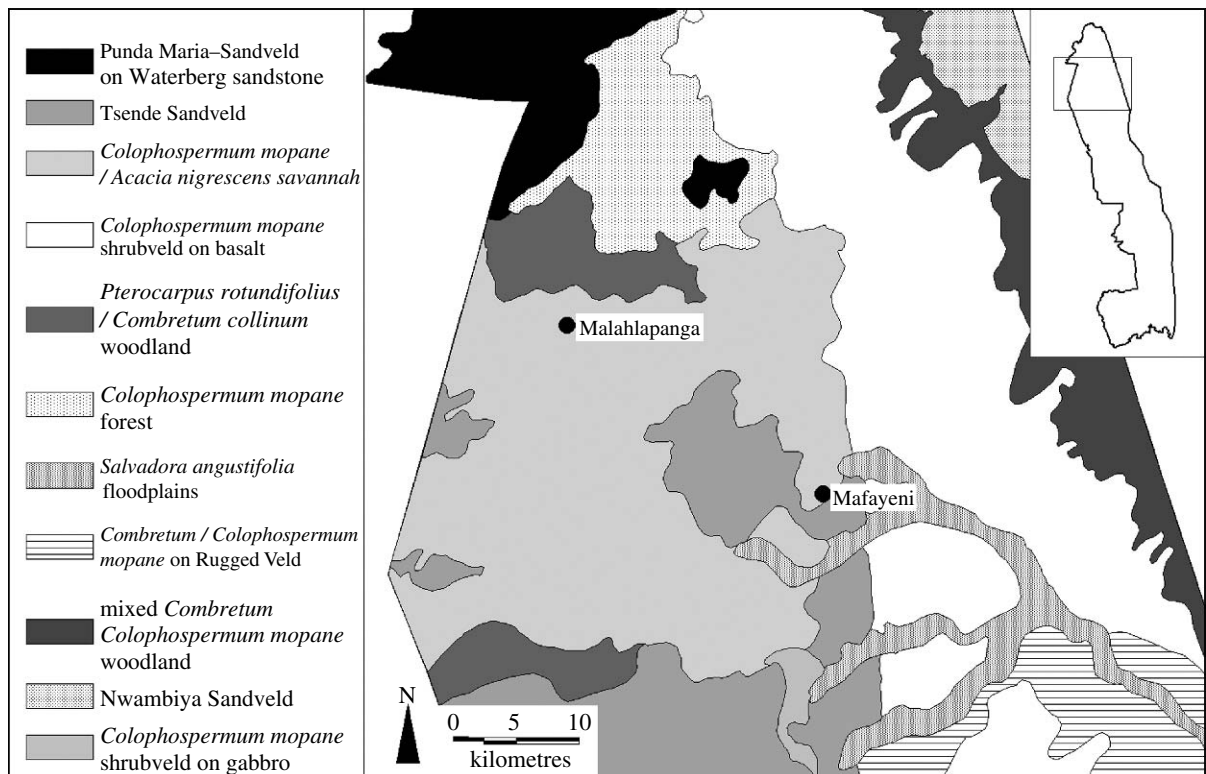 Punda Maria–Sandveld
on Waterberg sandstone
Tsende Sandveld
Colophospermum mopane
/ Acacia nigrescens savannah
Colophospermum mopane
shrubveld on basalt
Pterocarpus rotundifolius
/ Combretum collinum
woodland
Colophospermum mopane
forest
Salvadora angustifolia
floodplains
Combretum / Colophospermum
mopane on Rugged Veld
mixed Combretum
Colophospermum mopane
woodland
Nwambiya Sandveld
Colophospermum mopane
shrubveld on gabbro
Malahlapanga
Mafayeni
N
0 5 10
kilometres